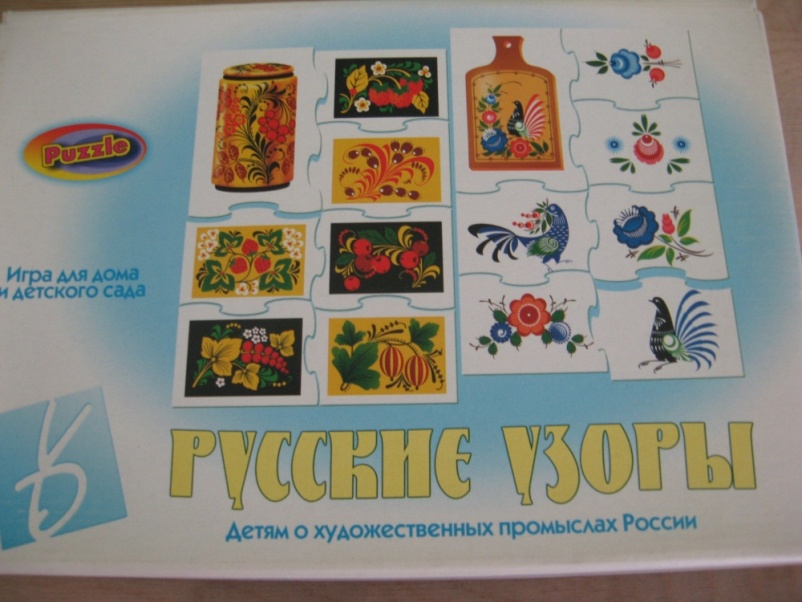 Puzzle
Игра для дома
и детского сада
РУССКИЕ УЗОРЫ
Детям о художественных промыслах России